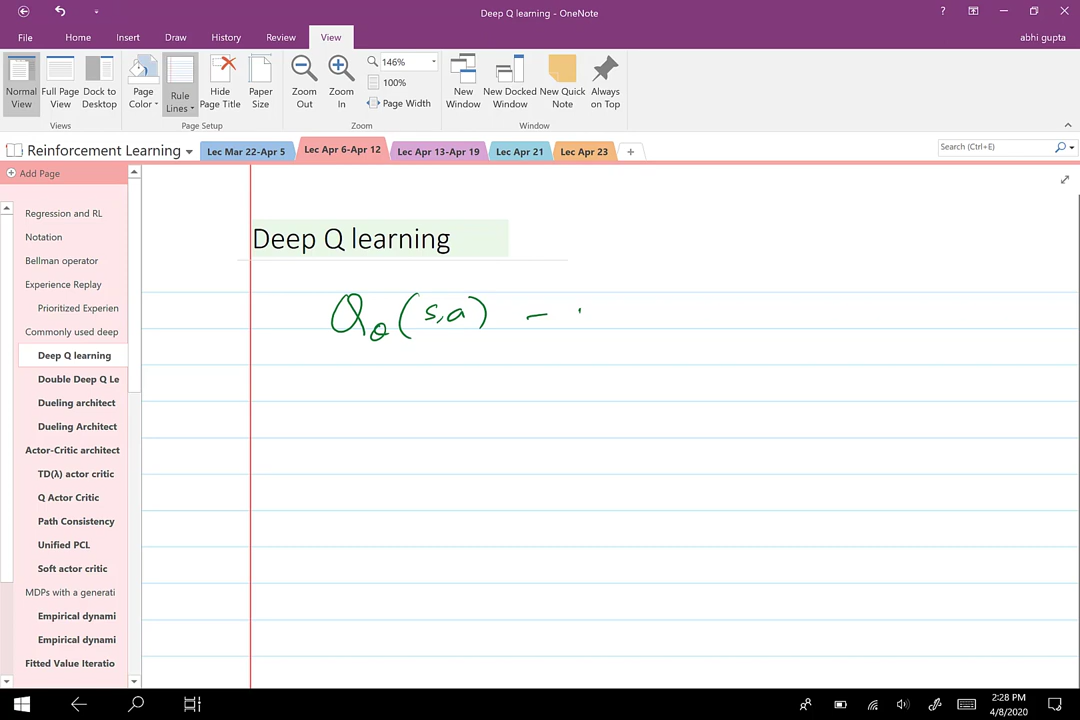 Deep Q learning - OneNote
?
abhi gupta
File Home Insert Draw History Review View
Normal View
Full Page View
Dock to Desktop
Page Color
Rule Lines
Hide Page Title
Paper Size
Zoom Out
Zoom In
146%
100%
Page Width
New Window
New Docked Window
New Quick Note
Always on Top
Views
Page Setup
Zoom
Window
Reinforcement Learning
Lec Mar 22-Apr 5
Lec Apr 6-Apr 12
Lec Apr 13-Apr 19
Lec Apr 21
Lec Apr 23
+
Search (Ctrl+E)
Add Page
Regression and RL
Notation
Bellman operator
Experience Replay
Prioritized Experien
Commonly used deep
Deep Q learning
Double Deep Q Le
Dueling architect
Dueling Architect
Actor-Critic architect
TD(λ) actor critic
Q Actor Critic
Path Consistency
Unified PCL
Soft actor critic
MDPs with a generati
Empirical dynami
Empirical dynami
Fitted Value Iteratio
Deep Q learning
Qθ(s,a) -
2:28 PM
4/8/2020